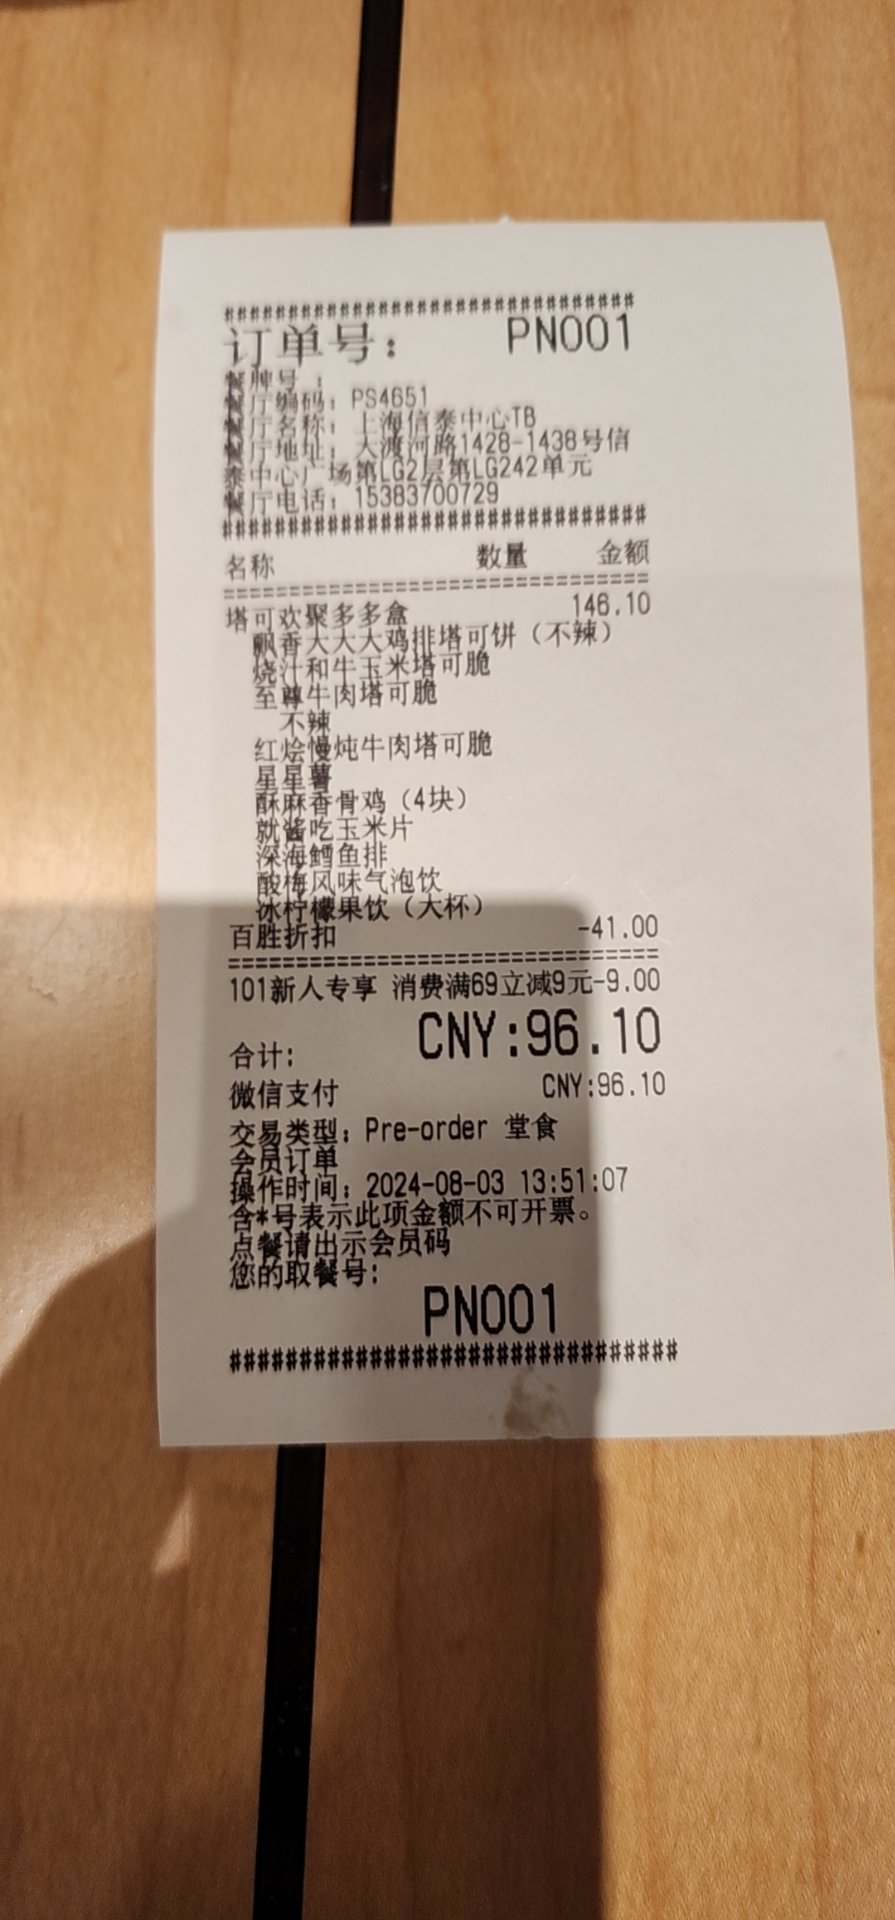 ################################
订单号： PN001
餐牌号：
餐厅编码：PS4651
餐厅名称：上海信泰中心TB
餐厅地址：大渡河路1428-1438号信
泰中心广场第LG2层第LG242单元
餐厅电话：15383700729
################################
名称 数量 金额
================================
塔可欢聚多多盒 146.10
飘香大大大鸡排塔可饼（不辣）
烧汁和牛玉米塔可脆
至尊牛肉塔可脆
不辣
红烩慢炖牛肉塔可脆
星星薯
酥麻香骨鸡（4块）
就酱吃玉米片
深海鳕鱼排
酸梅风味气泡饮
冰柠檬果饮（大杯）
百胜折扣 -41.00
================================
101新人专享 消费满69立减9元-9.00
合计: CNY:96.10
微信支付 CNY:96.10
交易类型：Pre-order 堂食
会员订单
操作时间：2024-08-03 13:51:07
含*号表示此项金额不可开票。
点餐请出示会员码
您的取餐号:
PN001
################################